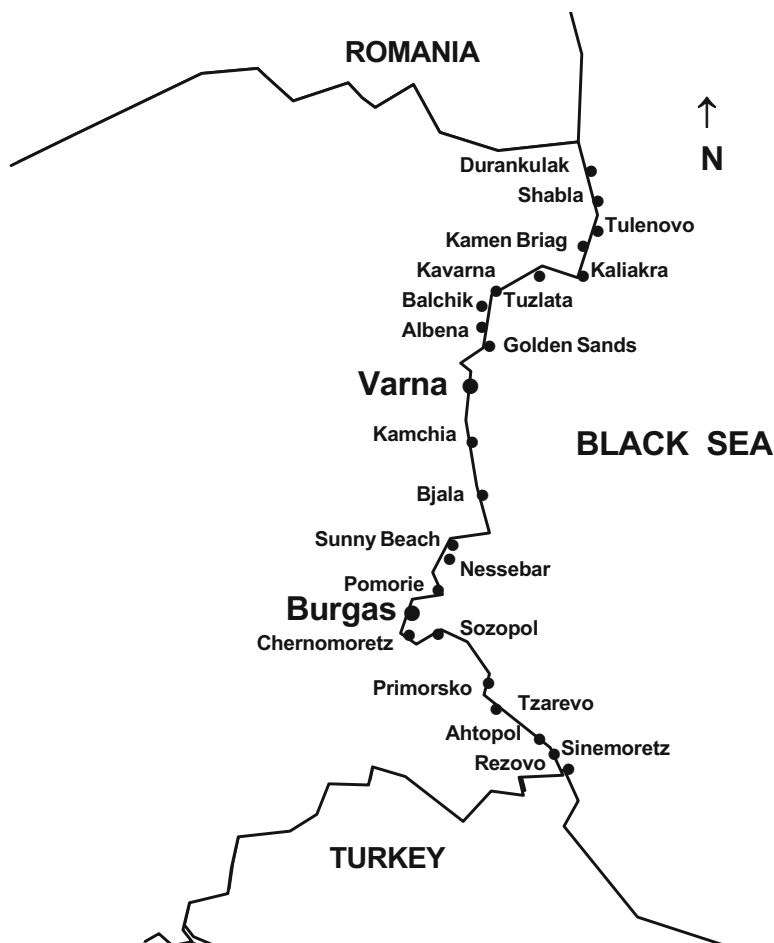 ROMANIA
↑
N
Durankulak
Shabla
Tulenovo
Kamen Briag
Kavarna
Kaliakra
Balchik
Tuzlata
Albena
Golden Sands
Varna
Kamchia
BLACK SEA
Bjala
Sunny Beach
Nessebar
Pomorie
Burgas
Chernomoretz
Sozopol
Primorsko
Tzarevo
Ahtopol
Sinemoretz
Rezovo
TURKEY